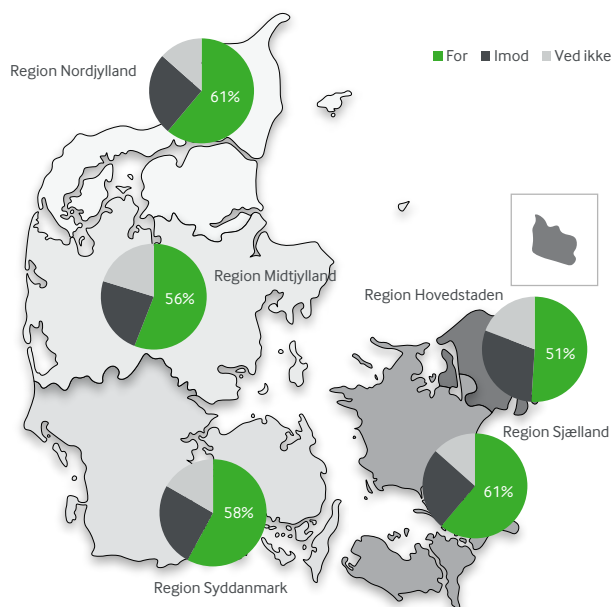 For Imod Ved ikke
Region Nordjylland
61%
Region Midtjylland
56%
Region Hovedstaden
51%
Region Sjælland
61%
58%
Region Syddanmark